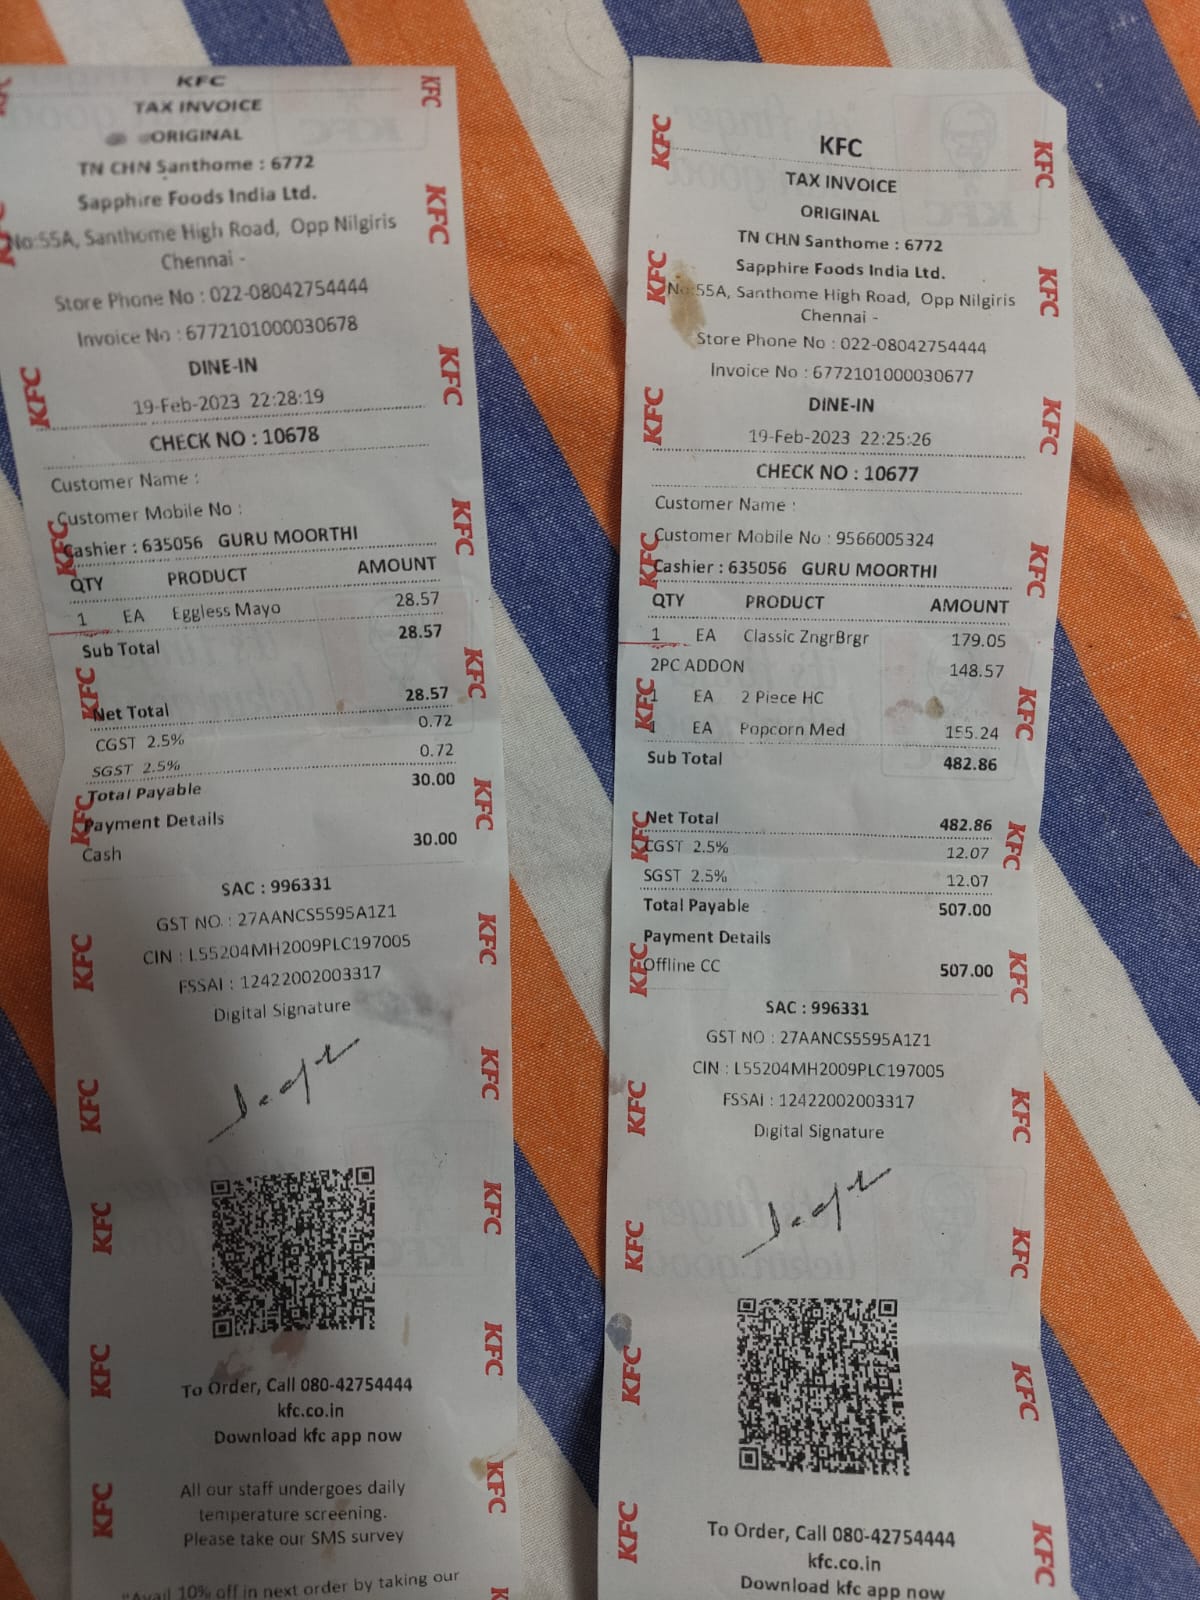 KFC
TAX INVOICE
ORIGINAL
TN CHN Santhome : 6772
Sapphire Foods India Ltd.
No:55A, Santhome High Road, Opp Nilgiris
Chennai -
Store Phone No : 022-08042754444
Invoice No : 6772101000030678
DINE-IN
19-Feb-2023 22:28:19
CHECK NO : 10678
Customer Name :
Customer Mobile No :
Cashier : 635056 GURU MOORTHI
QTY PRODUCT AMOUNT
1 EA Eggless Mayo 28.57
Sub Total 28.57
Net Total 28.57
CGST 2.5% 0.72
SGST 2.5% 0.72
Total Payable 30.00
Payment Details
Cash 30.00
SAC : 996331
GST NO : 27AANCS5595A1Z1
CIN : L55204MH2009PLC197005
FSSAI : 12422002003317
Digital Signature
To Order, Call 080-42754444
kfc.co.in
Download kfc app now
All our staff undergoes daily
temperature screening.
Please take our SMS survey
"Avail 10% off in next order by taking our
KFC
TAX INVOICE
ORIGINAL
TN CHN Santhome : 6772
Sapphire Foods India Ltd.
No:55A, Santhome High Road, Opp Nilgiris
Chennai -
Store Phone No : 022-08042754444
Invoice No : 6772101000030677
DINE-IN
19-Feb-2023 22:25:26
CHECK NO : 10677
Customer Name :
Customer Mobile No : 9566005324
Cashier : 635056 GURU MOORTHI
QTY PRODUCT AMOUNT
1 EA Classic ZngrBrgr 179.05
2PC ADDON 148.57
1 EA 2 Piece HC
1 EA Popcorn Med 155.24
Sub Total 482.86
Net Total 482.86
CGST 2.5% 12.07
SGST 2.5% 12.07
Total Payable 507.00
Payment Details
Offline CC 507.00
SAC : 996331
GST NO : 27AANCS5595A1Z1
CIN : L55204MH2009PLC197005
FSSAI : 12422002003317
Digital Signature
To Order, Call 080-42754444
kfc.co.in
Download kfc app now